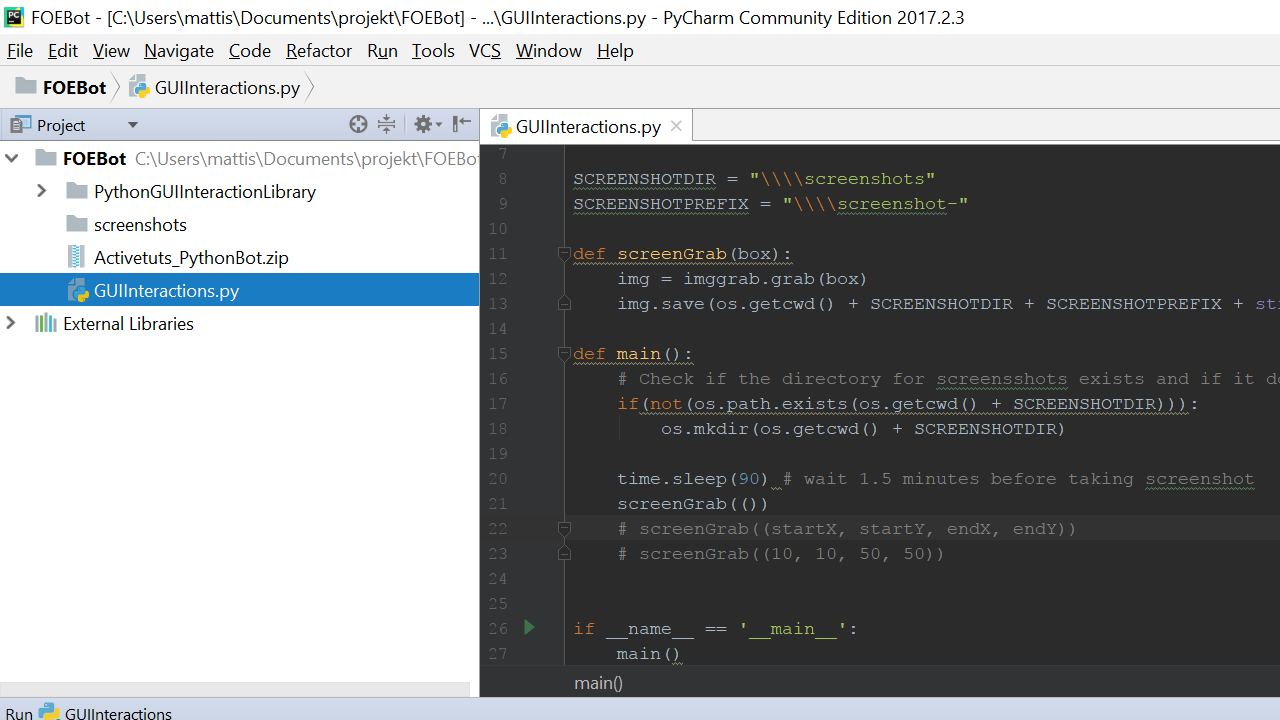 FOEBot - [C:\Users\mattis\Documents\projekt\FOEBot] - ...\GUIInteractions.py - PyCharm Community Edition 2017.2.3
File Edit View Navigate Code Refactor Run Tools VCS Window Help
FOEBot GUIInteractions.py
Project
GUIInteractions.py
FOEBot C:\Users\mattis\Documents\projekt\FOEBot
PythonGUIInteractionLibrary
screenshots
Activetuts_PythonBot.zip
GUIInteractions.py
External Libraries
7
8 SCREENSHOTDIR = "\\\\screenshots"
9 SCREENSHOTPREFIX = "\\\\screenshot-"
10
11 def screenGrab(box):
12     img = imggrab.grab(box)
13     img.save(os.getcwd() + SCREENSHOTDIR + SCREENSHOTPREFIX + st
14
15 def main():
16     # Check if the directory for screensshots exists and if it d
17     if(not(os.path.exists(os.getcwd() + SCREENSHOTDIR))):
18         os.mkdir(os.getcwd() + SCREENSHOTDIR)
19
20     time.sleep(90) # wait 1.5 minutes before taking screenshot
21     screenGrab(())
22     # screenGrab((startX, startY, endX, endY))
23     # screenGrab((10, 10, 50, 50))
24
25
26 if __name__ == '__main__':
27     main()
main()
Run GUIInteractions